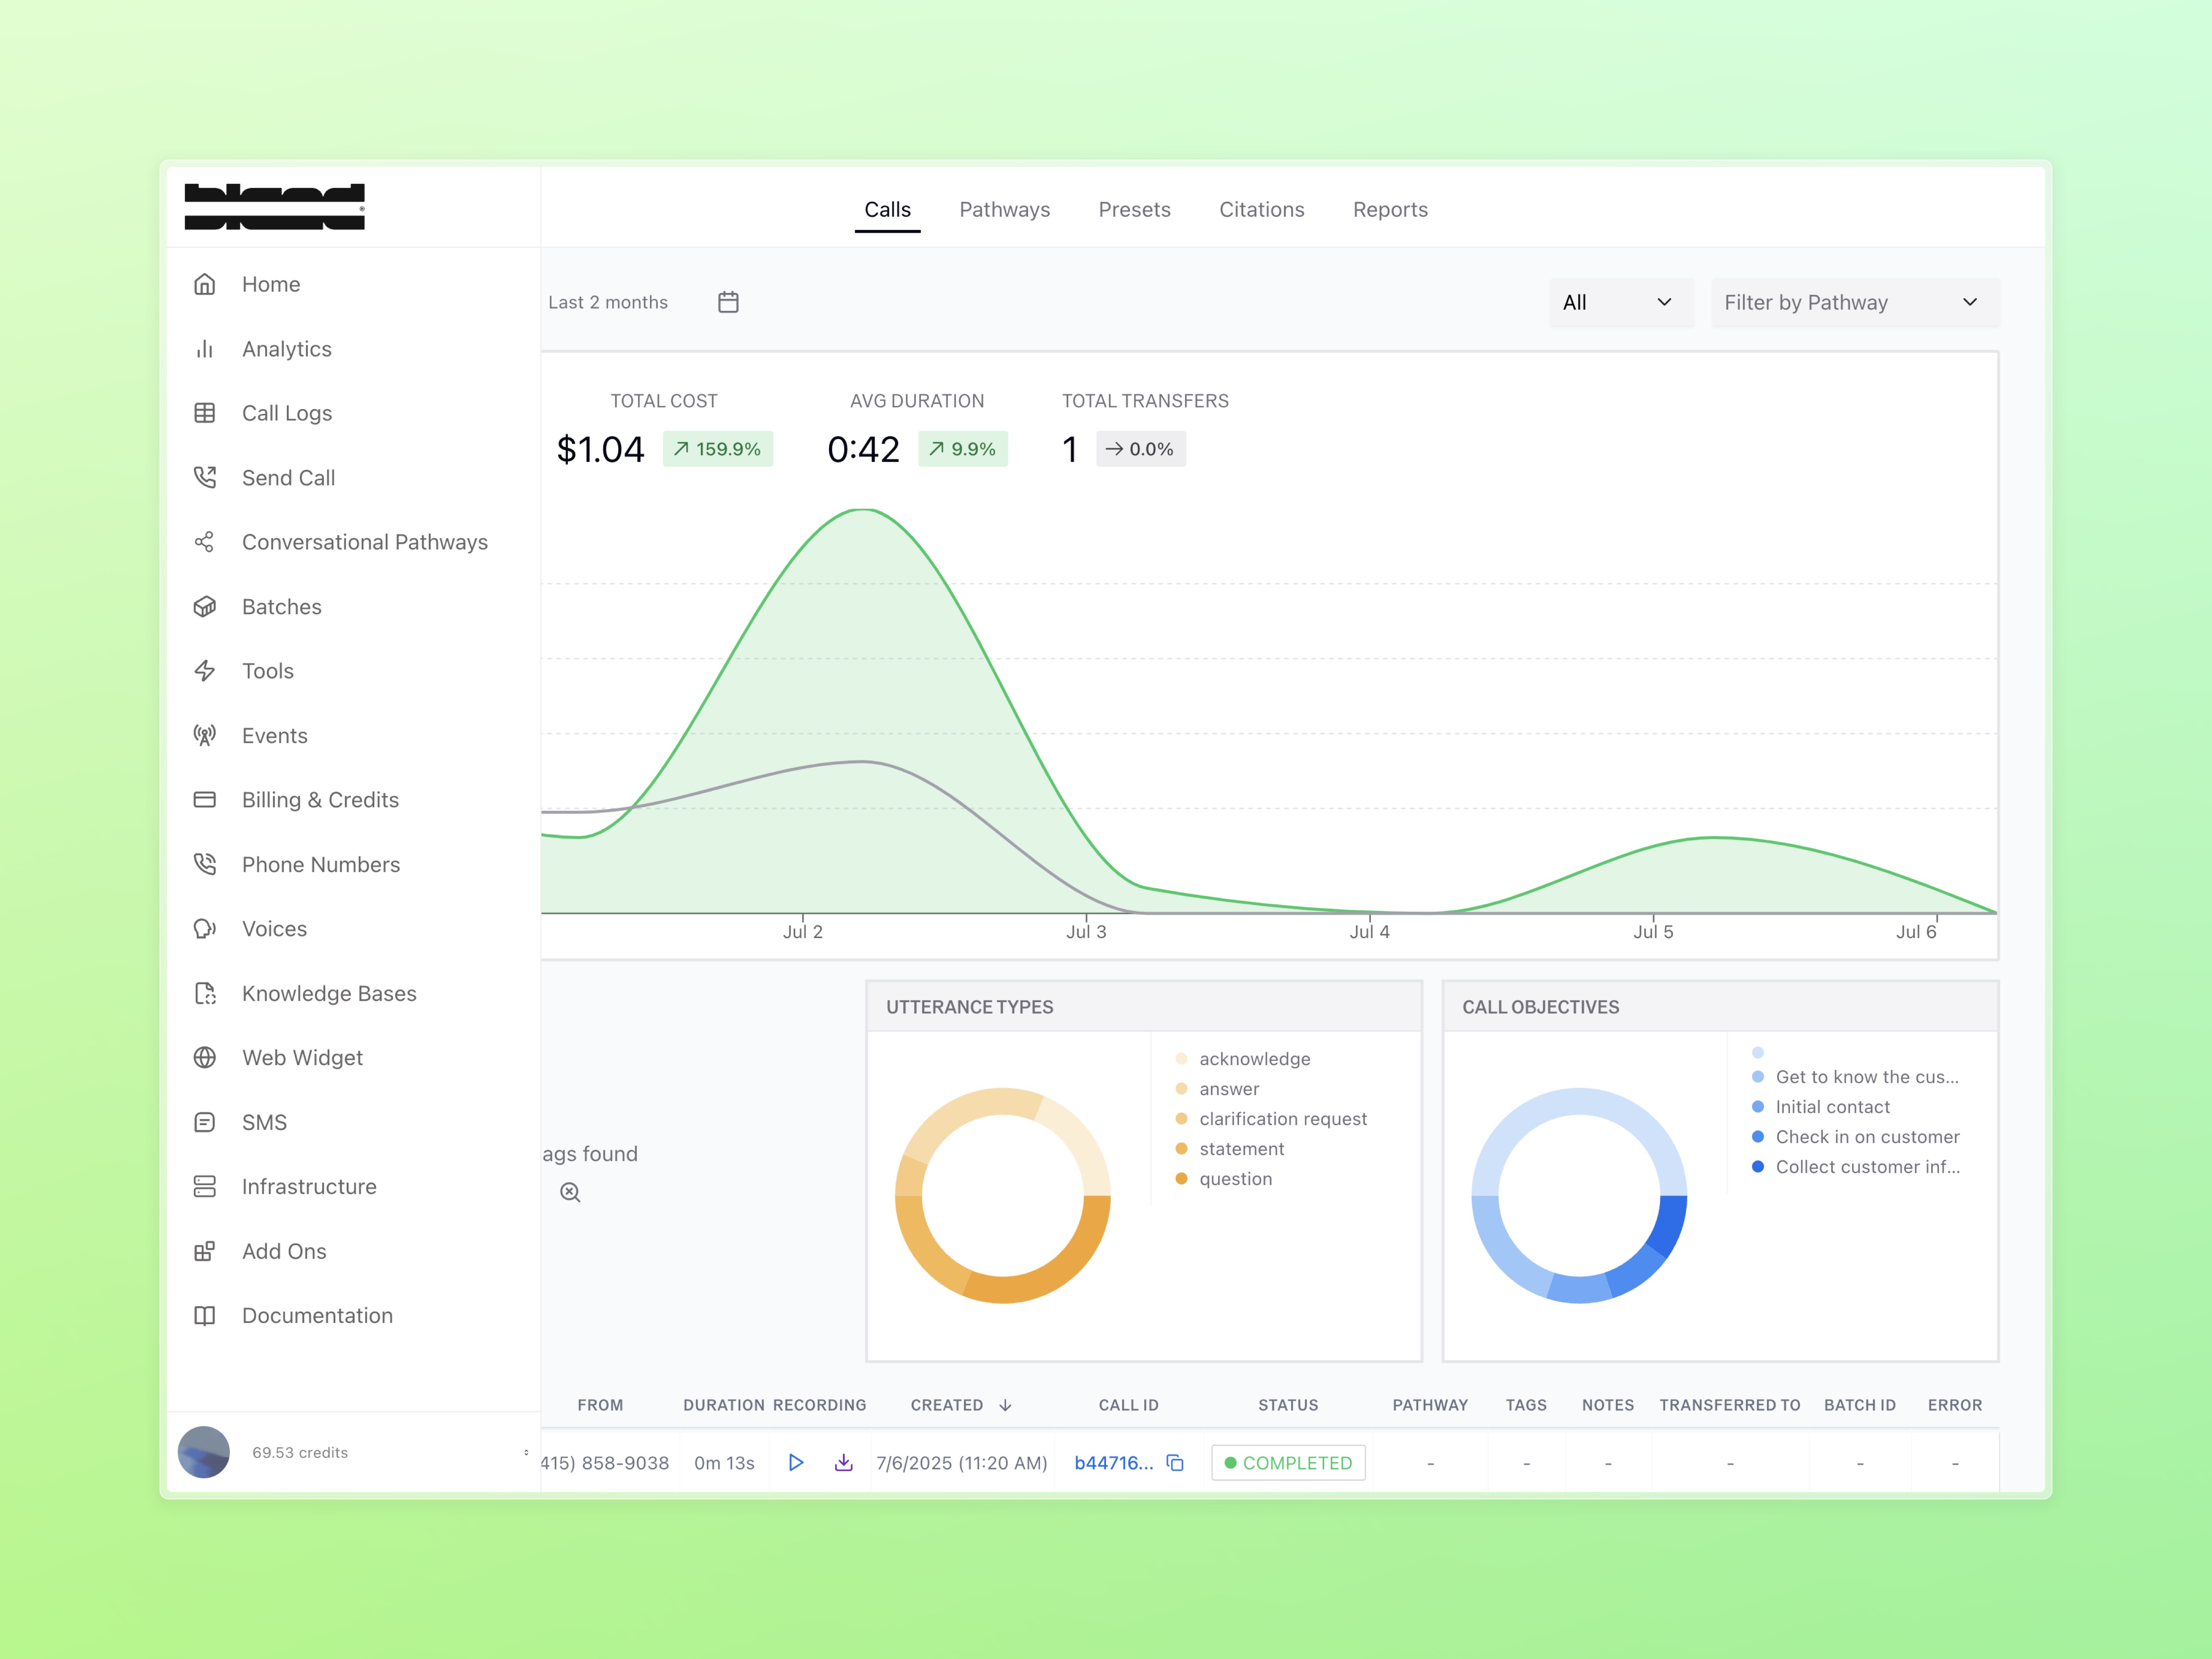 bland
®
Calls Pathways Presets Citations Reports
Home
Analytics
Call Logs
Send Call
Conversational Pathways
Batches
Tools
Events
Billing & Credits
Phone Numbers
Voices
Knowledge Bases
Web Widget
SMS
Infrastructure
Add Ons
Documentation
69.53 credits
Last 2 months
All
Filter by Pathway
TOTAL COST AVG DURATION TOTAL TRANSFERS
$1.04 159.9% 0:42 9.9% 1 0.0%
Jul 2 Jul 3 Jul 4 Jul 5 Jul 6
ags found
UTTERANCE TYPES
acknowledge
answer
clarification request
statement
question
CALL OBJECTIVES
Get to know the cus...
Initial contact
Check in on customer
Collect customer inf...
FROM DURATION RECORDING CREATED CALL ID STATUS PATHWAY TAGS NOTES TRANSFERRED TO BATCH ID ERROR
415) 858-9038 0m 13s 7/6/2025 (11:20 AM) b44716... COMPLETED - - - - - -